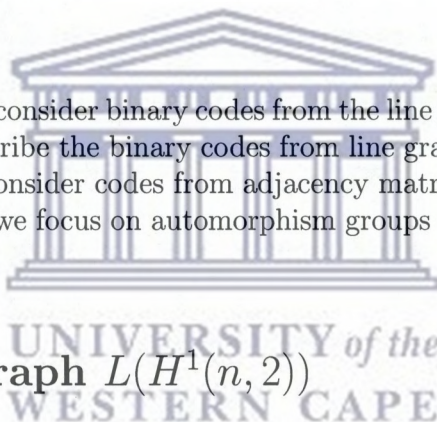 consider binary codes from the line
ribe the binary codes from line gra
onsider codes from adjacency matr
we focus on automorphism groups
UNIVERSITY of the
raph L(H¹(n, 2))
WESTERN CAPE